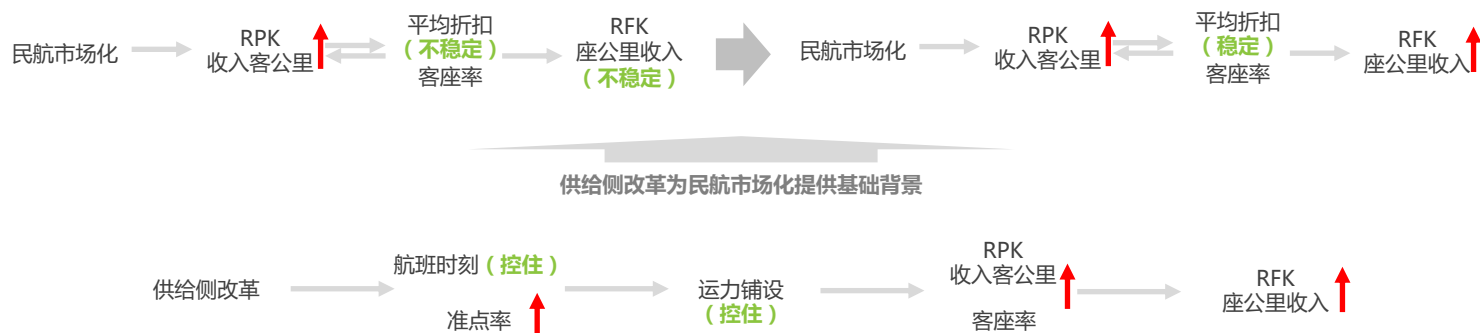 民航市场化
RPK
收入客公里
平均折扣
（不稳定）
客座率
RFK
座公里收入
（不稳定）
民航市场化
RPK
收入客公里
平均折扣
（稳定）
客座率
RFK
座公里收入
供给侧改革为民航市场化提供基础背景
供给侧改革
航班时刻（控住）
准点率
运力铺设
（控住）
RPK
收入客公里
客座率
RFK
座公里收入